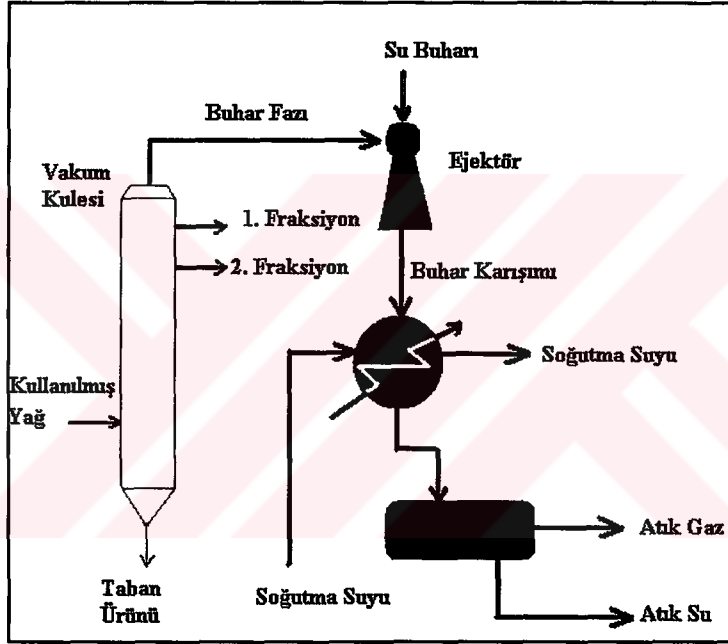 Su Buharı
Buhar Fazı
Ejektör
Vakum
Kulesi
1. Fraksiyon
2. Fraksiyon
Buhar Karışımı
Soğutma Suyu
Kullanılmış
Yağ
Atık Gaz
Taban
Ürünü
Soğutma Suyu
Atık Su